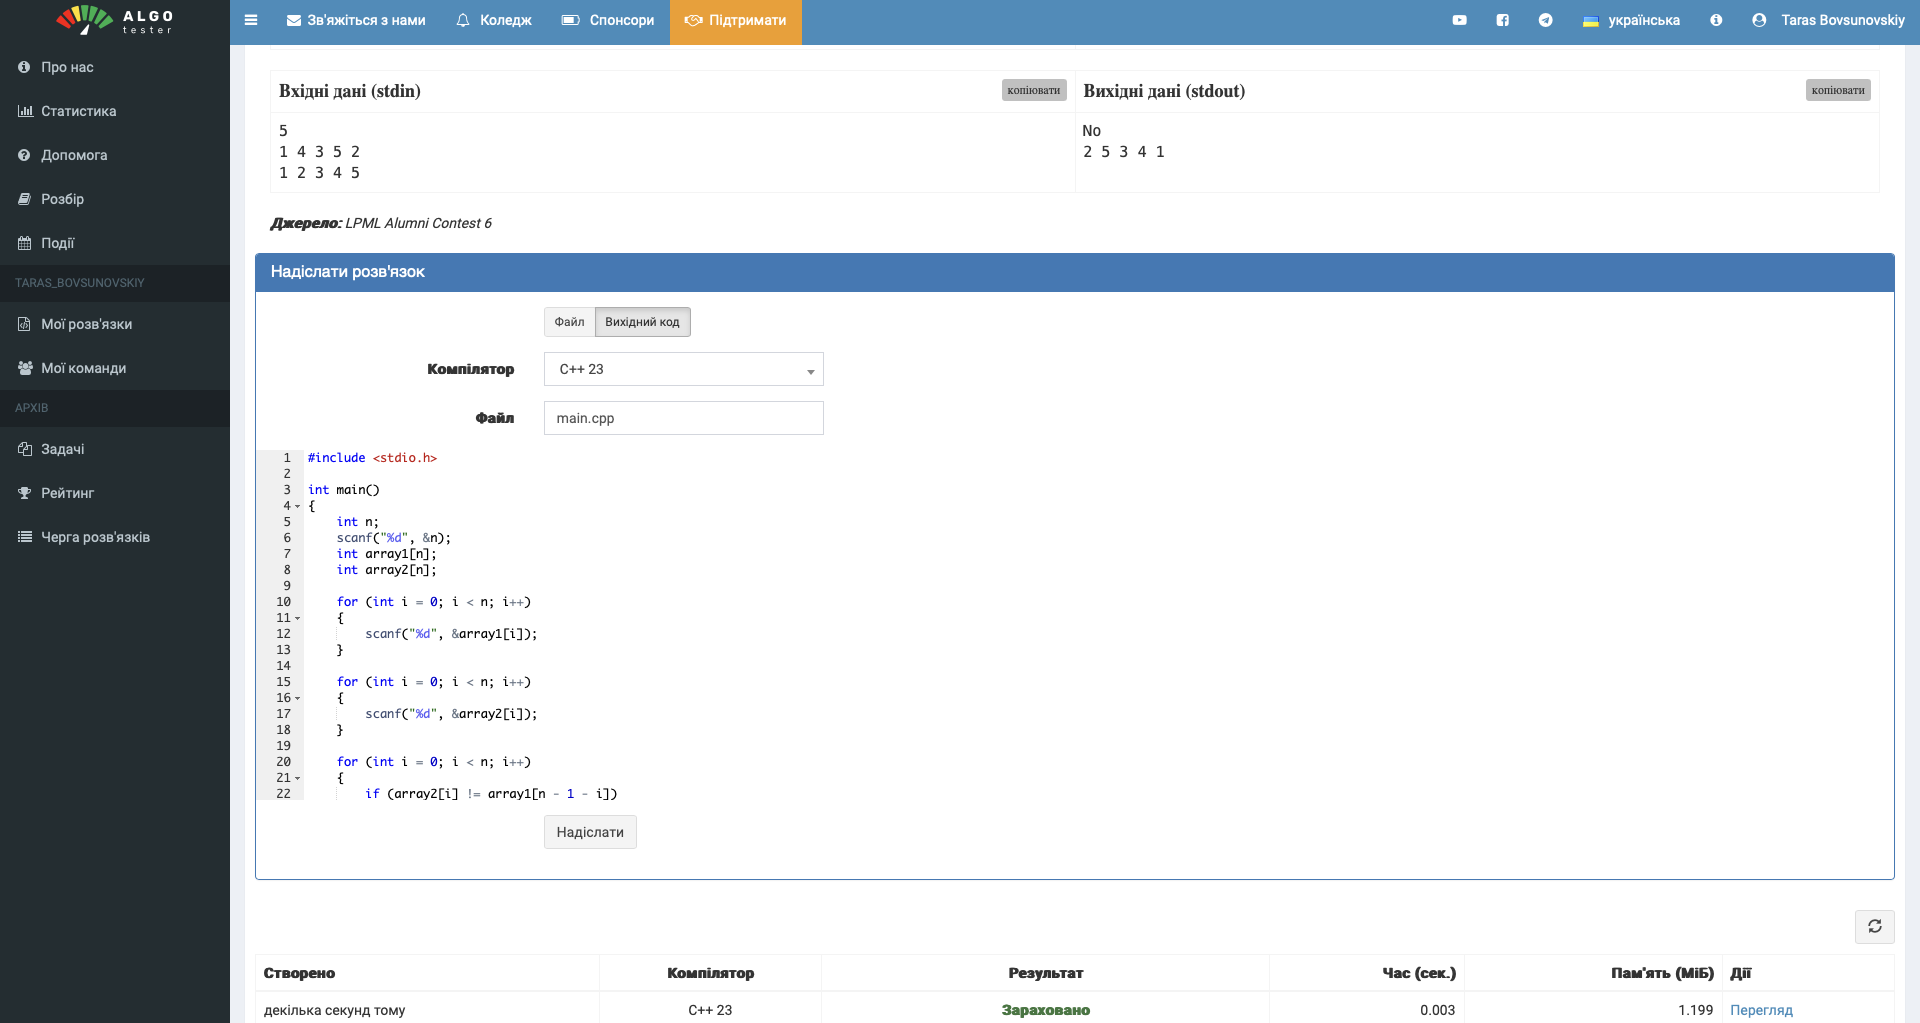 ALGO
tester
Зв'яжіться з нами
Коледж
Спонсори
Підтримати
українська
Taras Bovsunovskiy
Про нас
Статистика
Допомога
Розбір
Події
TARAS_BOVSUNOVSKIY
Мої розв'язки
Мої команди
АРХІВ
Задачі
Рейтинг
Черга розв'язків
Вхідні дані (stdin)
копіювати
Вихідні дані (stdout)
копіювати
5
1 4 3 5 2
1 2 3 4 5
No
2 5 3 4 1
Джерело: LPML Alumni Contest 6
Надіслати розв'язок
Файл
Вихідний код
Компілятор
C++ 23
Файл
main.cpp
1 #include <stdio.h>
2
3 int main()
4 {
5 int n;
6 scanf("%d", &n);
7 int array1[n];
8 int array2[n];
9
10 for (int i = 0; i < n; i++)
11 {
12 scanf("%d", &array1[i]);
13 }
14
15 for (int i = 0; i < n; i++)
16 {
17 scanf("%d", &array2[i]);
18 }
19
20 for (int i = 0; i < n; i++)
21 {
22 if (array2[i] != array1[n - 1 - i])
Надіслати
Створено Компілятор Результат Час (сек.) Пам'ять (МіБ) Дії
декілька секунд тому C++ 23 Зараховано 0.003 1.199 Перегляд